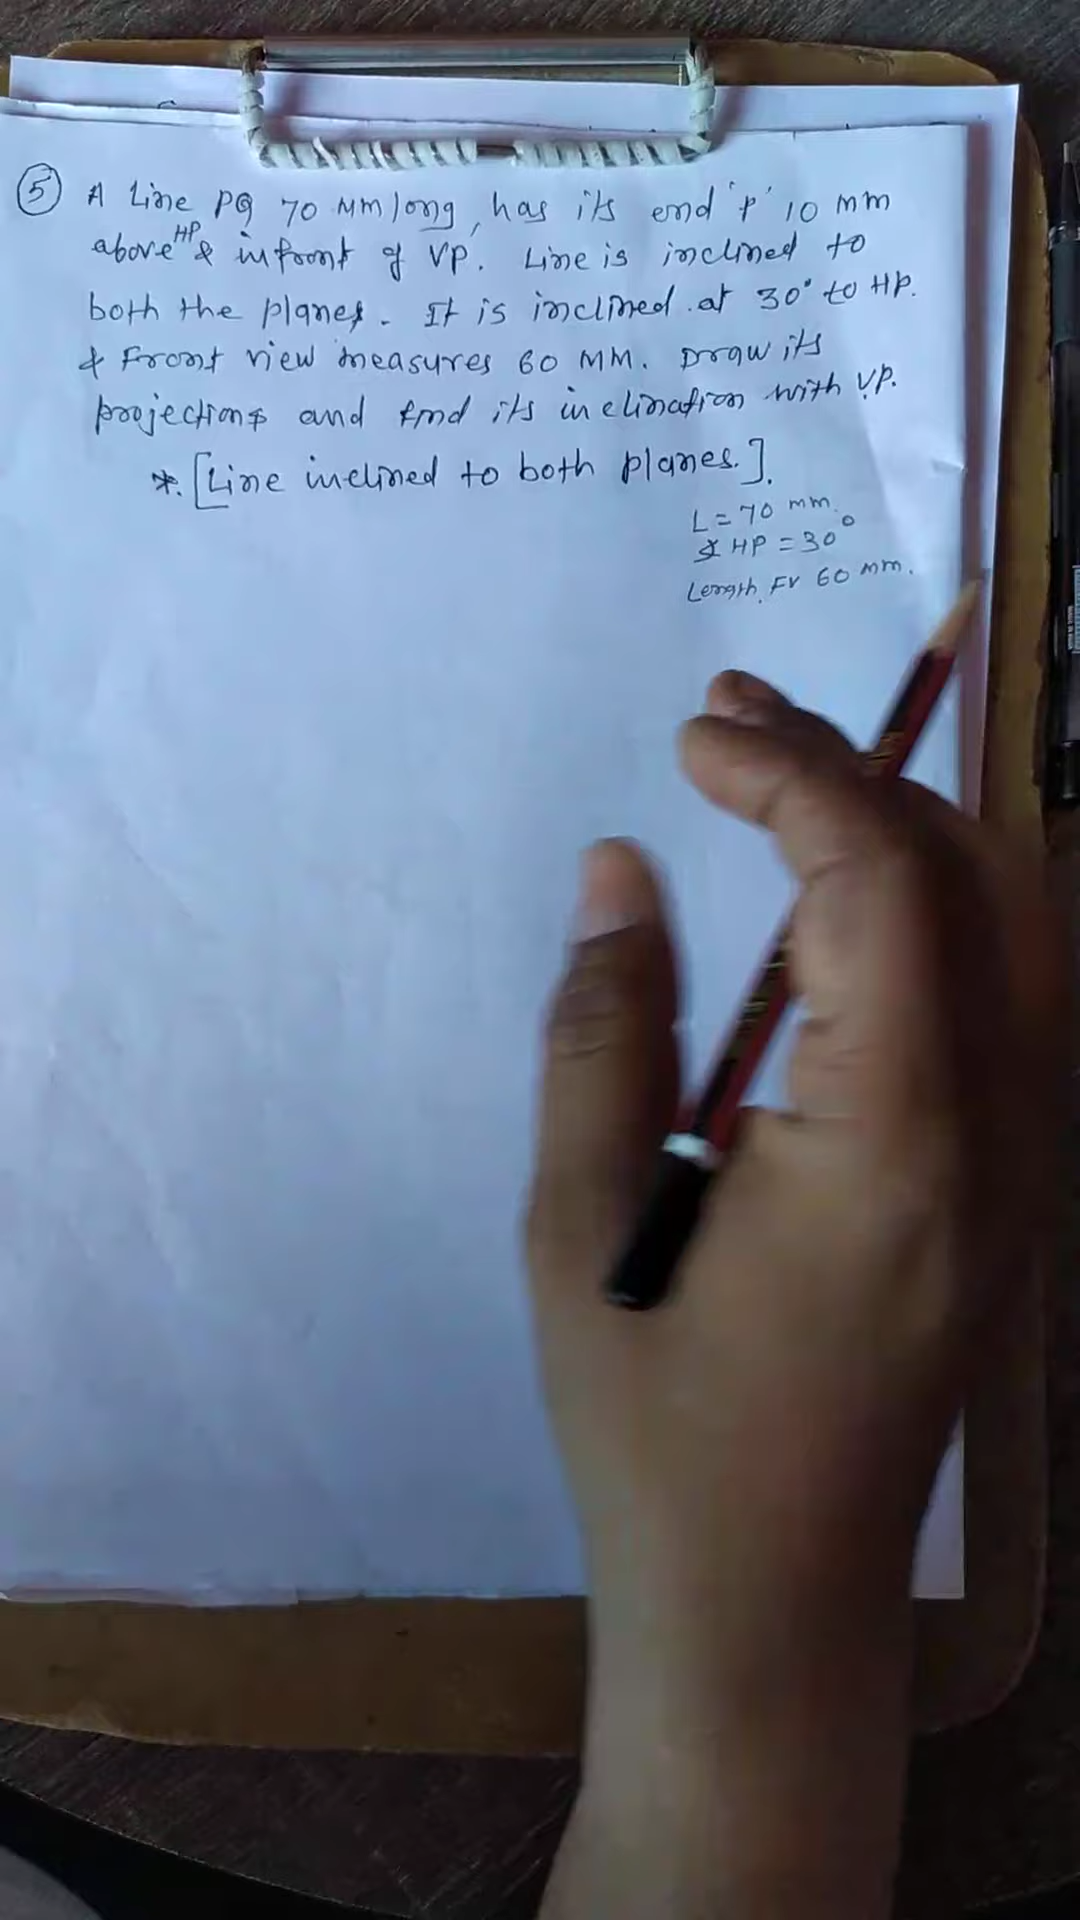 5 A Line PQ 70 MM long, has its end 'P' 10 mm
above HP & infront of VP. Line is inclined to
both the planes. It is inclined at 30° to HP.
& Front view measures 60 MM. Draw its
projections and find its inclination with VP.
*. [Line inclined to both planes.].
L = 70 mm.
∠ HP = 30°
Length. FV 60 mm.